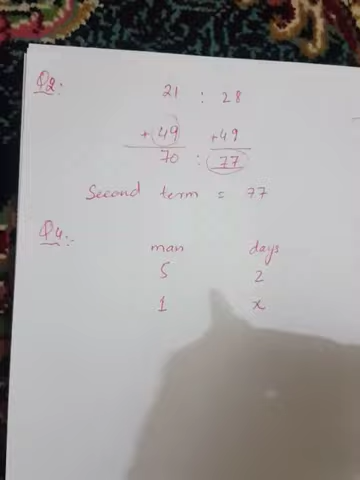 Q2:
21 : 28
+49 +49
70 : 77
Second term = 77
Q4:-
man days
5 2
1 x